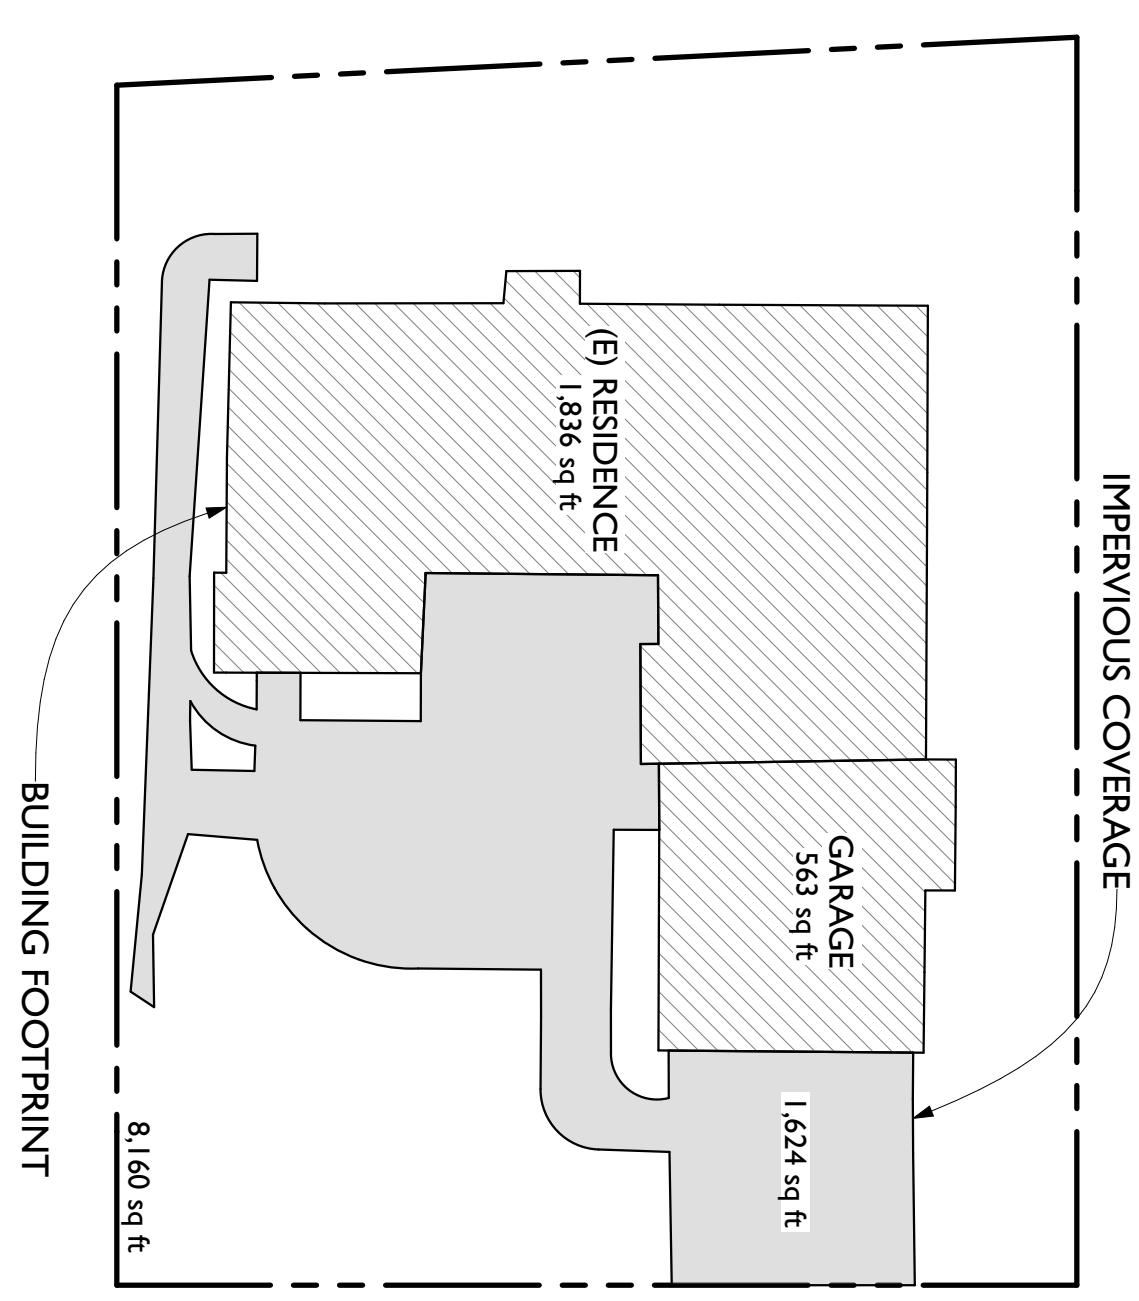 IMPERVIOUS COVERAGE
(E) RESIDENCE
1,836 sq ft
GARAGE
563 sq ft
1,624 sq ft
8,160 sq ft
BUILDING FOOTPRINT